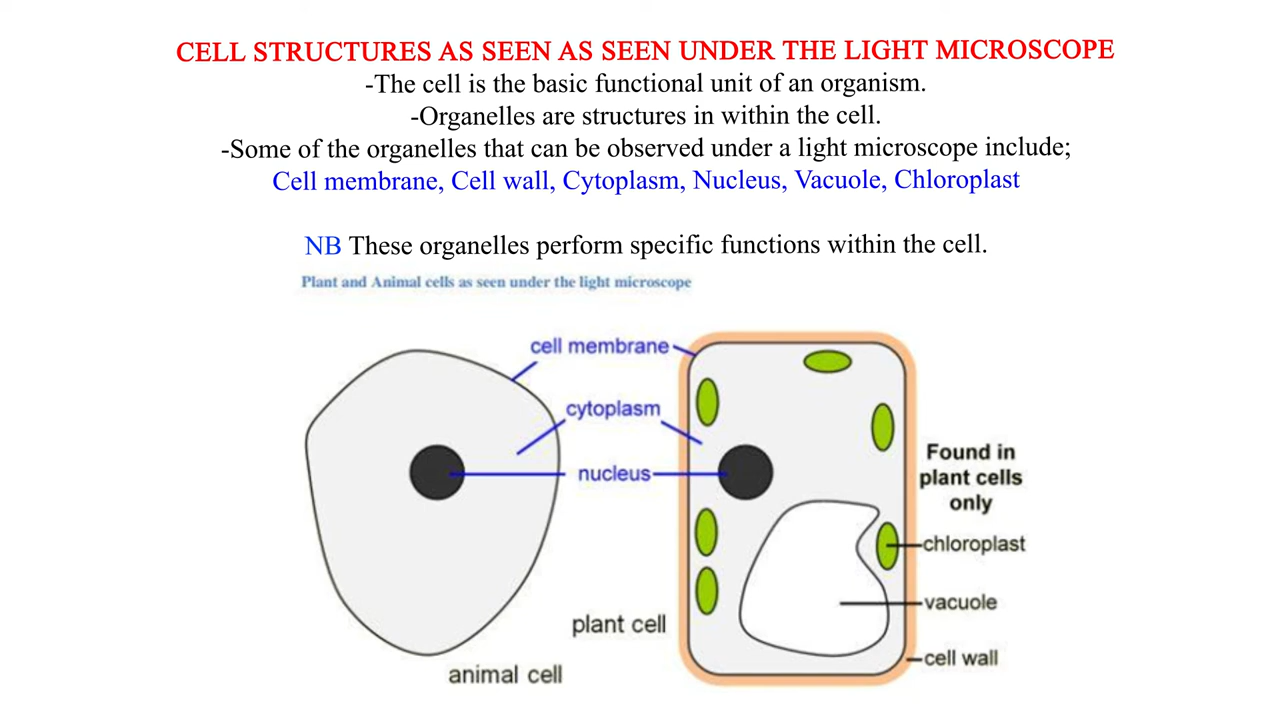 CELL STRUCTURES AS SEEN AS SEEN UNDER THE LIGHT MICROSCOPE
-The cell is the basic functional unit of an organism.
-Organelles are structures in within the cell.
-Some of the organelles that can be observed under a light microscope include;
Cell membrane, Cell wall, Cytoplasm, Nucleus, Vacuole, Chloroplast
NB These organelles perform specific functions within the cell.
Plant and Animal cells as seen under the light microscope
cell membrane
cytoplasm
nucleus
Found in
plant cells
only
chloroplast
vacuole
cell wall
plant cell
animal cell